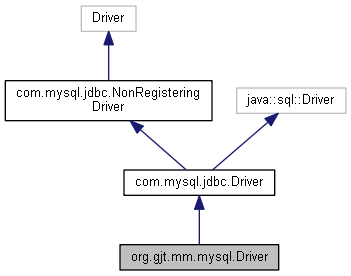 Driver
com.mysql.jdbc.NonRegistering
Driver
java::sql::Driver
com.mysql.jdbc.Driver
org.gjt.mm.mysql.Driver